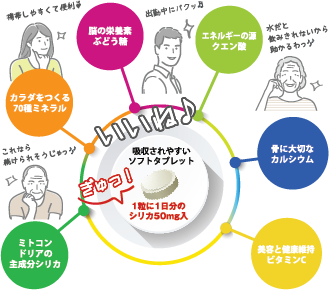 携帯しやすくて便利♪
脳の栄養素
ぶどう糖
出勤中にパクッ♪
エネルギーの源
クエン酸
水だと
飲みきれないから
助かるわっ♡
カラダをつくる
70種ミネラル
いいね♪
吸収されやすい
ソフトタブレット
骨に大切な
カルシウム
これなら
続けられそうじゅっ♡
ぎゅっ!
1粒に1日分の
シリカ50mg入
ミトコン
ドリアの
主成分シリカ
美容と健康維持
ビタミンC